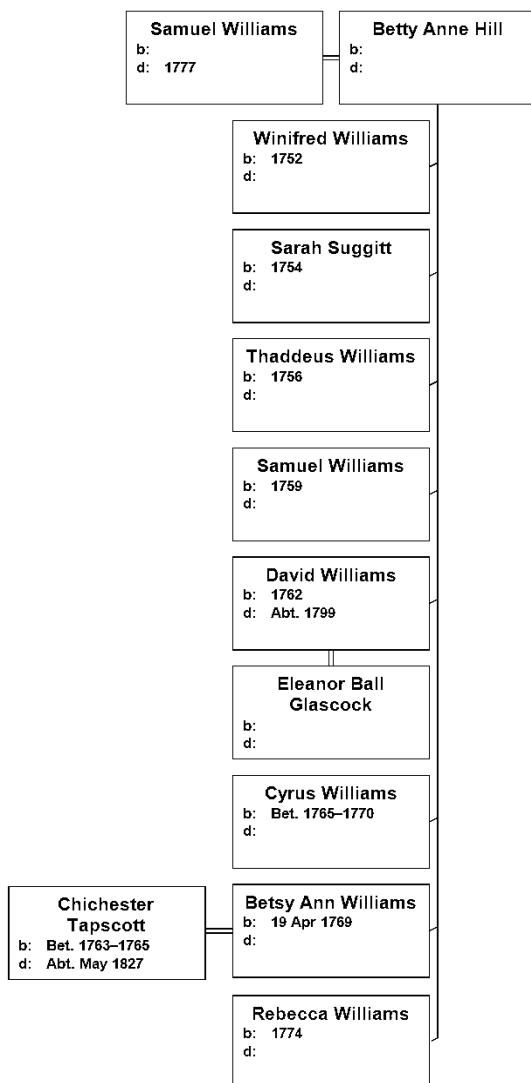 Samuel Williams
b:
d: 1777
Betty Anne Hill
b:
d:
Winifred Williams
b: 1752
d:
Sarah Suggitt
b: 1754
d:
Thaddeus Williams
b: 1756
d:
Samuel Williams
b: 1759
d:
David Williams
b: 1762
d: Abt. 1799
Eleanor Ball
Glascock
b:
d:
Cyrus Williams
b: Bet. 1765–1770
d:
Chichester
Tapscott
b: Bet. 1763–1765
d: Abt. May 1827
Betsy Ann Williams
b: 19 Apr 1769
d:
Rebecca Williams
b: 1774
d: